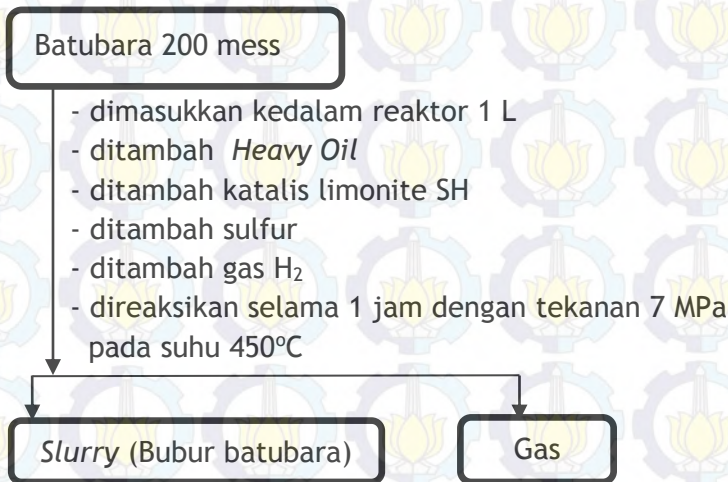 Batubara 200 mess
- dimasukkan kedalam reaktor 1 L
- ditambah Heavy Oil
- ditambah katalis limonite SH
- ditambah sulfur
- ditambah gas H₂
- direaksikan selama 1 jam dengan tekanan 7 MPa
pada suhu 450ºC
Slurry (Bubur batubara)
Gas